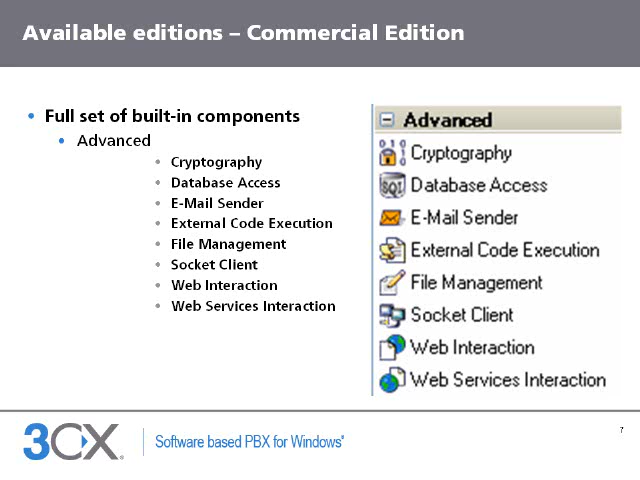 Available editions – Commercial Edition
• Full set of built-in components
• Advanced
• Cryptography
• Database Access
• E-Mail Sender
• External Code Execution
• File Management
• Socket Client
• Web Interaction
• Web Services Interaction
Advanced
Cryptography
SQL Database Access
E-Mail Sender
External Code Execution
File Management
Socket Client
Web Interaction
Web Services Interaction
3CX® Software based PBX for Windows®
7